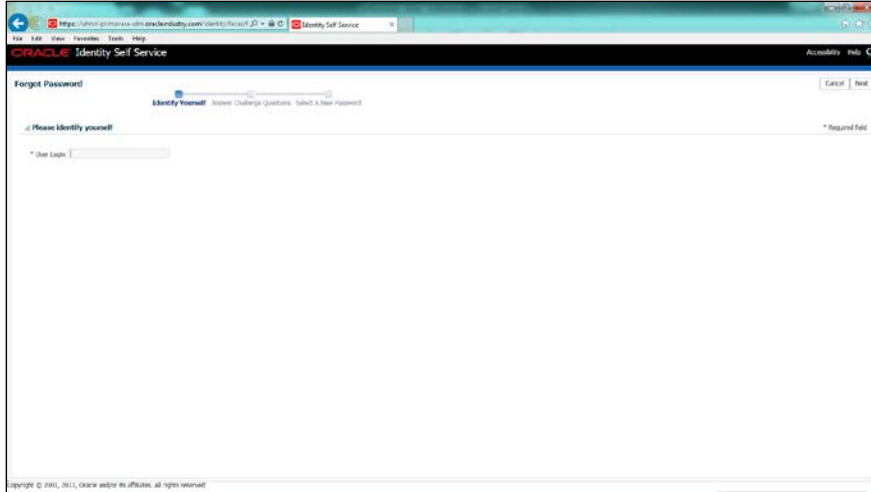 Identity Self Service
File Edit View Favorites Tools Help
ORACLE Identity Self Service
Accessibility Help
Forgot Password
Cancel Next
Identify Yourself Answer Challenge Questions Select A New Password
Please identify yourself
* Required Field
* User Login
Copyright © 2001, 2013, Oracle and/or its affiliates. All rights reserved